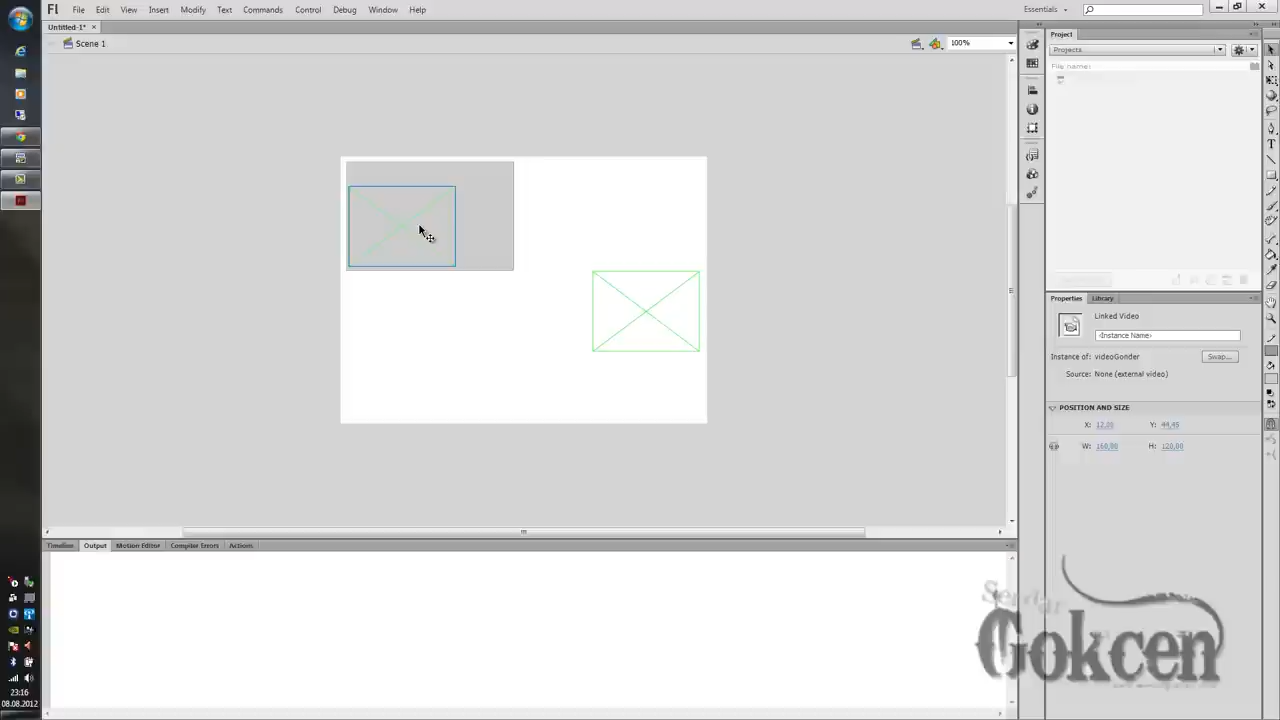 Fl File Edit View Insert Modify Text Commands Control Debug Window Help Essentials
Untitled-1* ×
Scene 1 100%
Project
Projects
File name:
Properties Library
Linked Video
<Instance Name>
Instance of: videoGonder Swap...
Source: None (external video)
POSITION AND SIZE
X: 12,00 Y: 44,45
W: 160,00 H: 120,00
Timeline Output Motion Editor Compiler Errors Actions
Serdar
Gokcen
23:16
08.08.2012